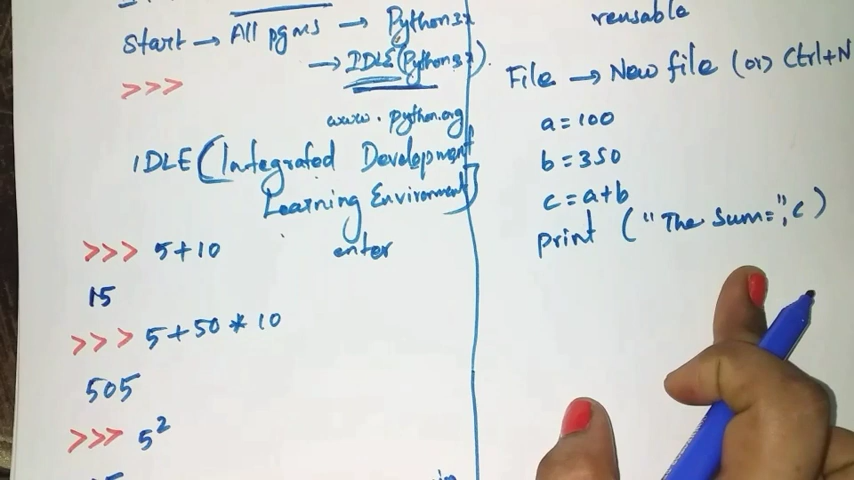 Start → All pgms → Python3x
→ IDLE (Python3x).
>>>
www.python.org
IDLE (Integrated Development
Learning Environment)
>>> 5+10 enter
15
>>> 5+50 * 10
505
>>> 5²
reusable
File → New file (or) Ctrl+N
a=100
b=350
c=a+b
print ("The Sum=", c)